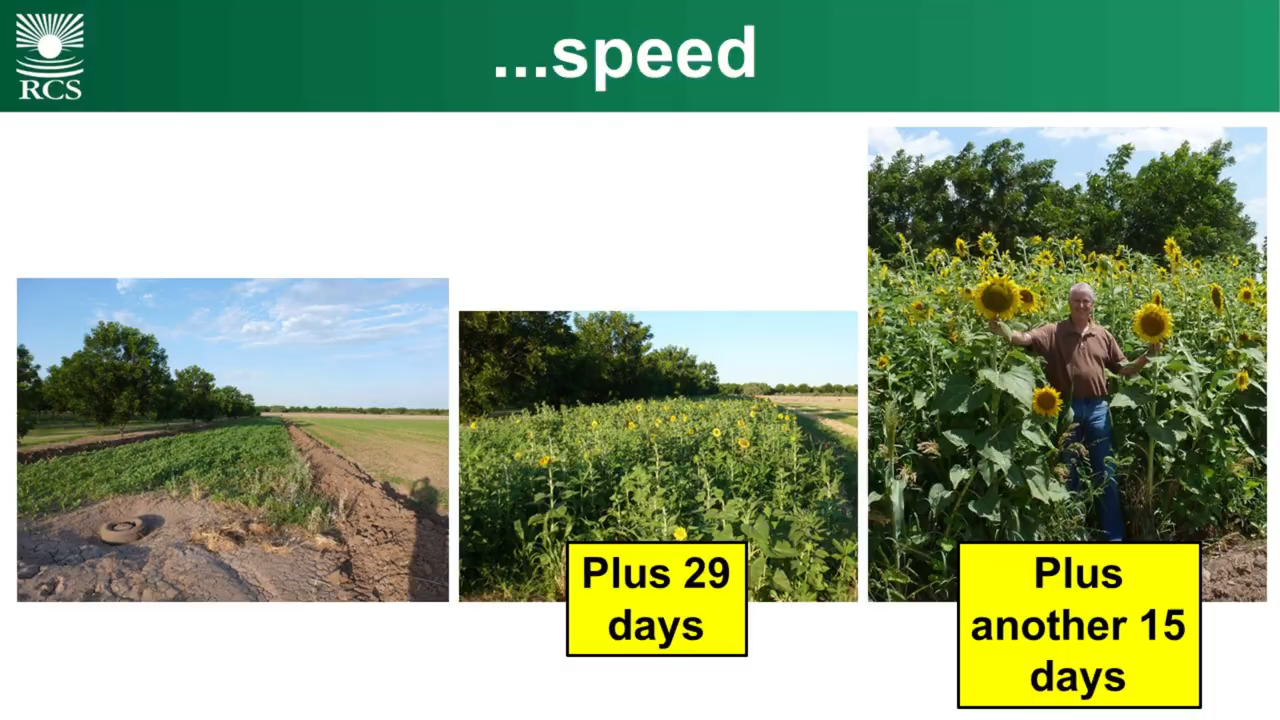 RCS
...speed
Plus 29
days
Plus
another 15
days